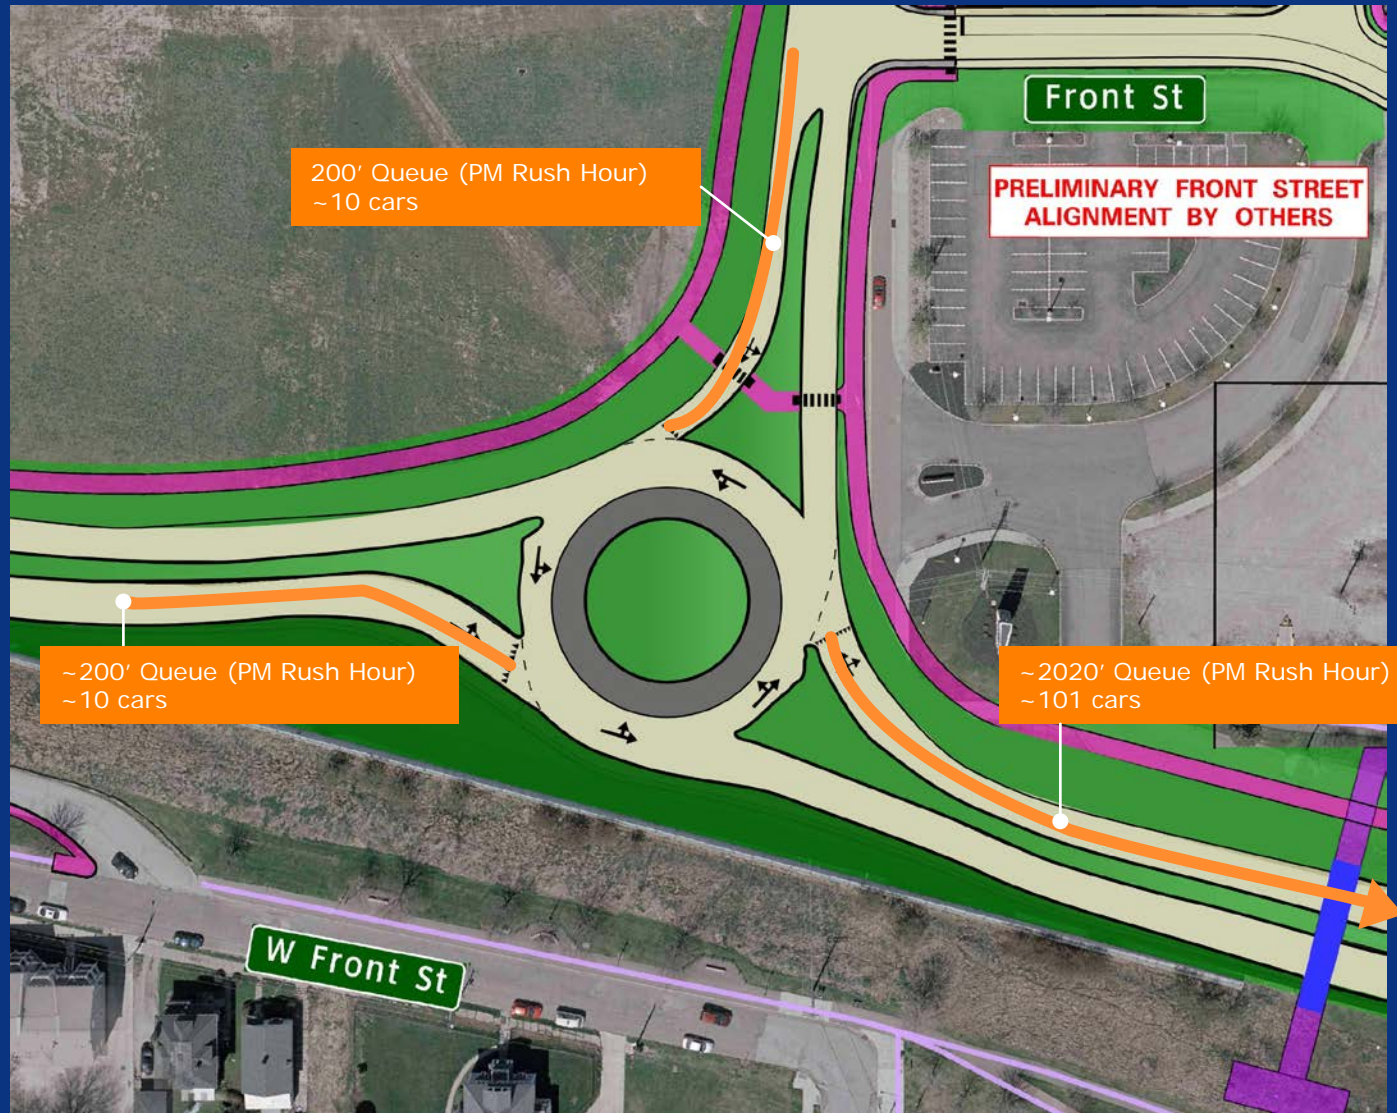 Front St
200' Queue (PM Rush Hour)
~10 cars
PRELIMINARY FRONT STREET
ALIGNMENT BY OTHERS
~200' Queue (PM Rush Hour)
~10 cars
~2020' Queue (PM Rush Hour)
~101 cars
W Front St